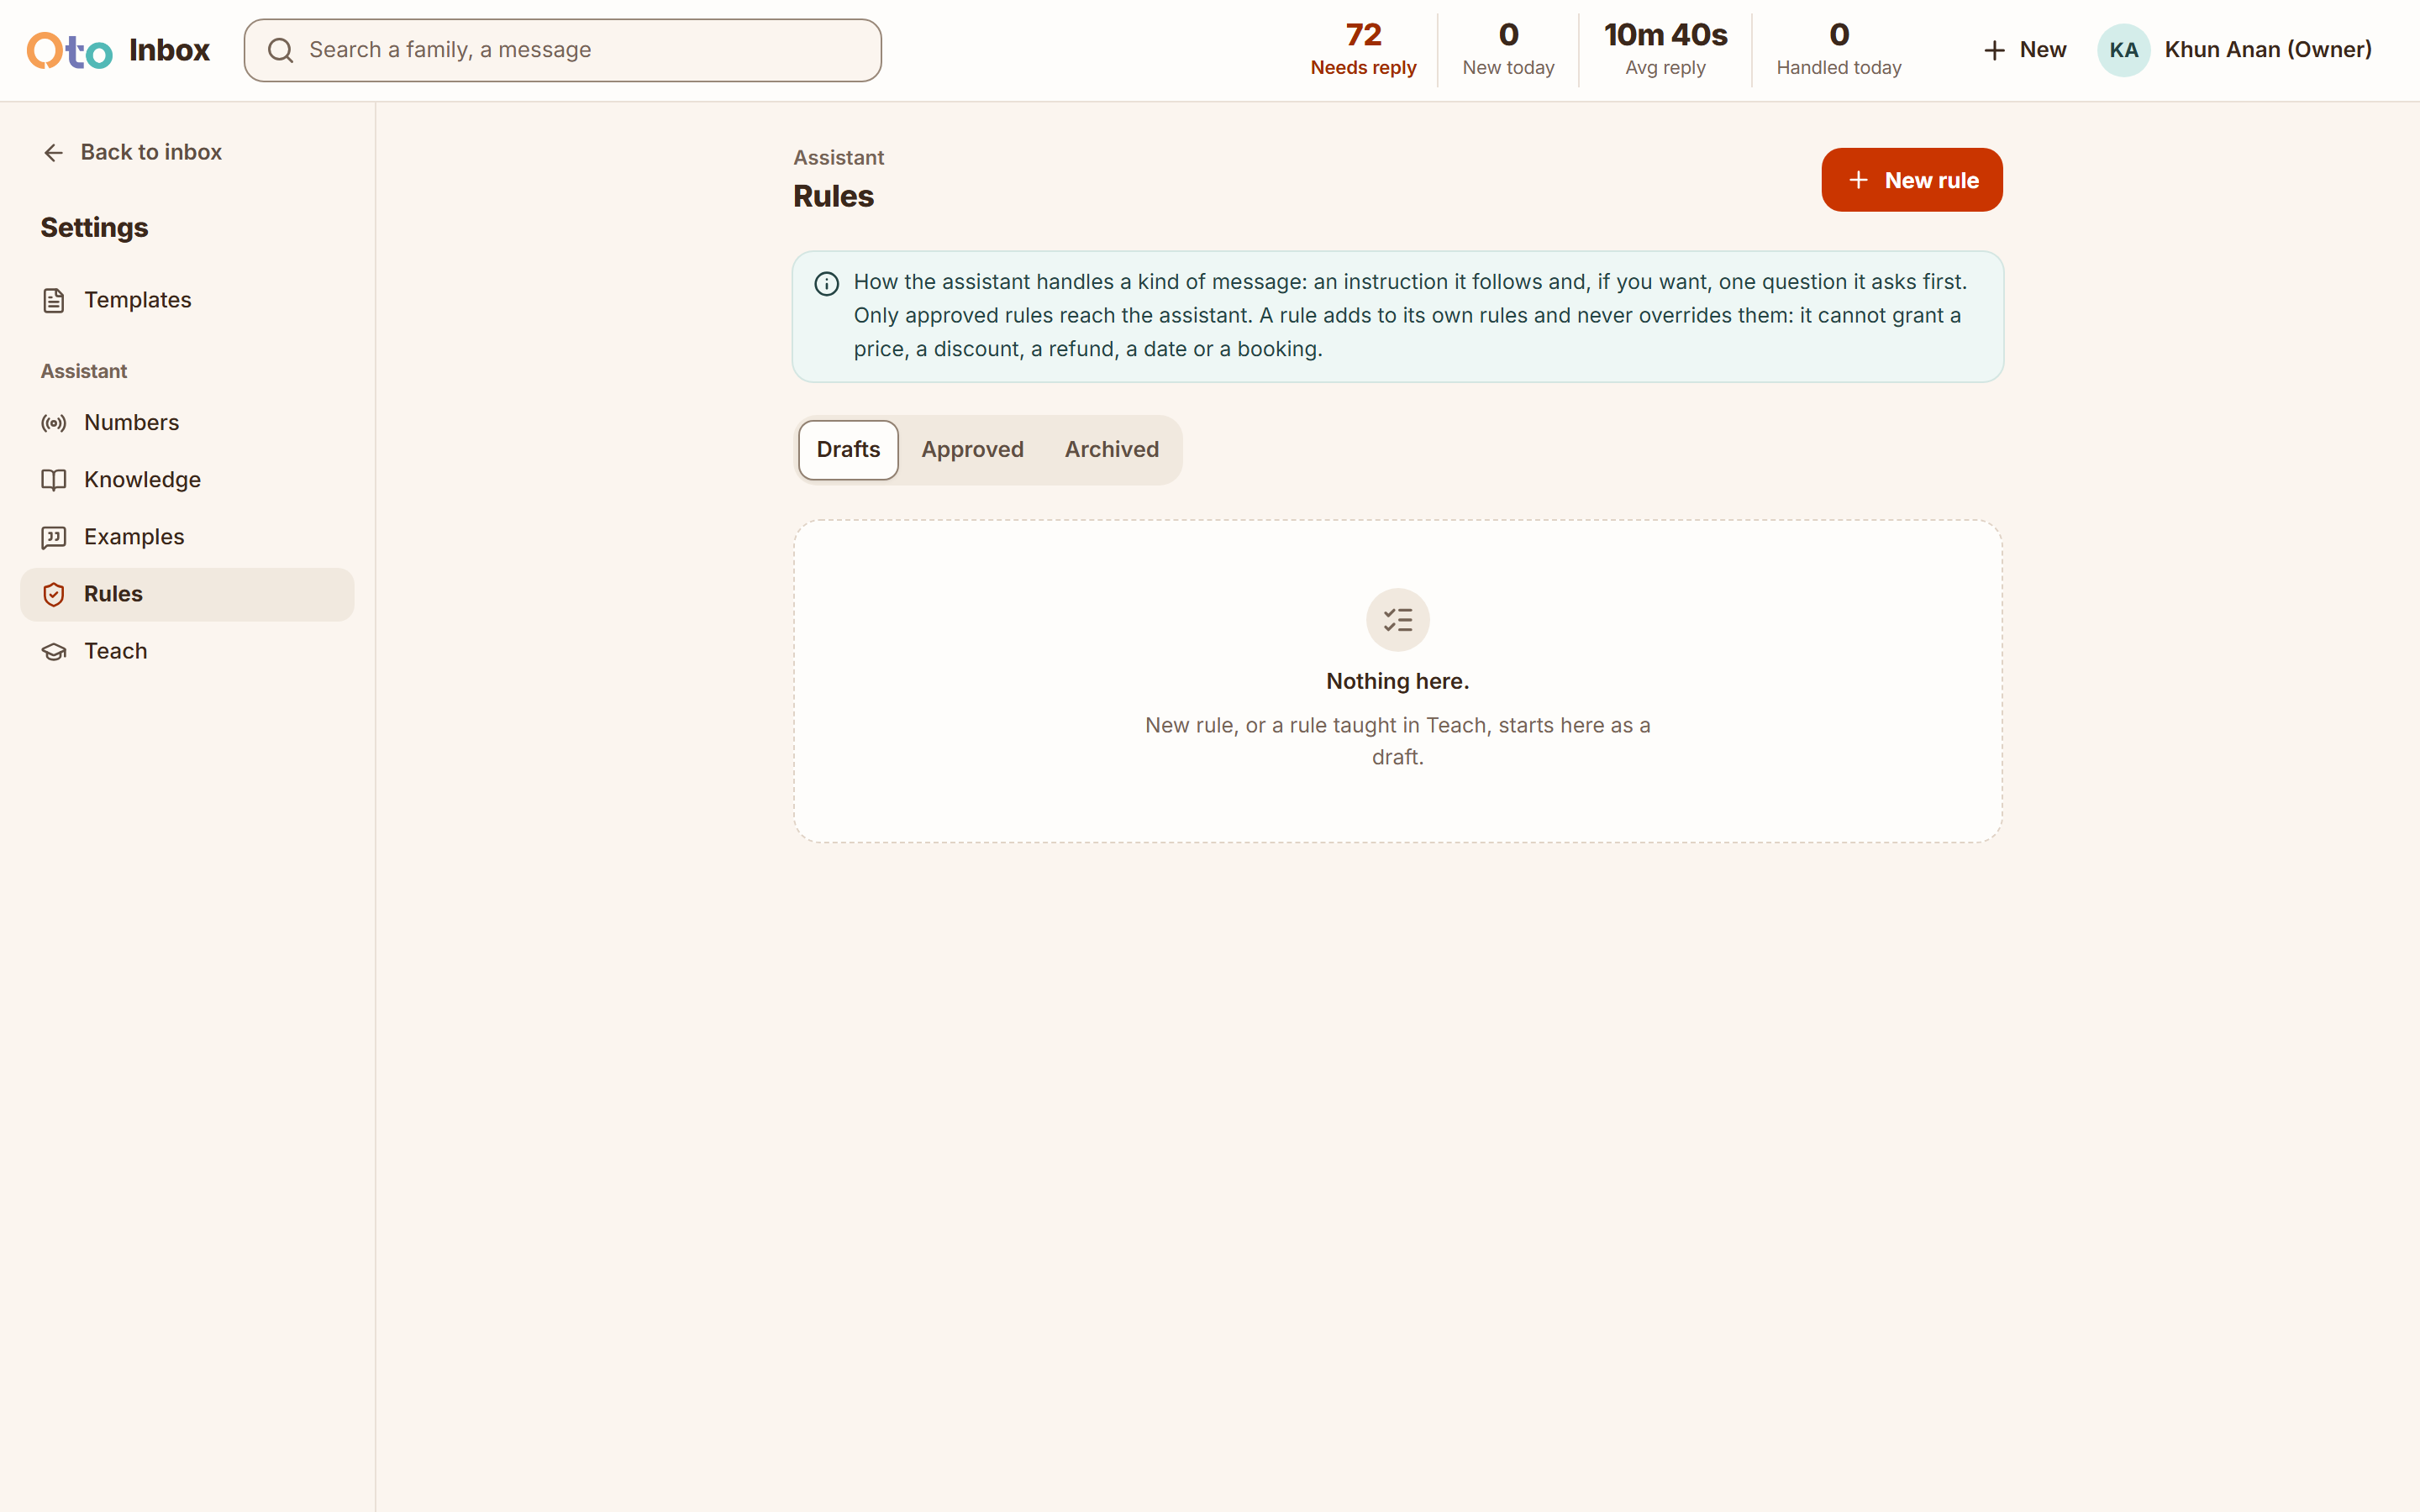 Oto Inbox
Search a family, a message
72
Needs reply
0
New today
10m 40s
Avg reply
0
Handled today
New
KA
Khun Anan (Owner)
Back to inbox
Settings
Templates
Assistant
Numbers
Knowledge
Examples
Rules
Teach
Assistant
Rules
New rule
How the assistant handles a kind of message: an instruction it follows and, if you want, one question it asks first.
Only approved rules reach the assistant. A rule adds to its own rules and never overrides them: it cannot grant a
price, a discount, a refund, a date or a booking.
Drafts
Approved
Archived
Nothing here.
New rule, or a rule taught in Teach, starts here as a
draft.